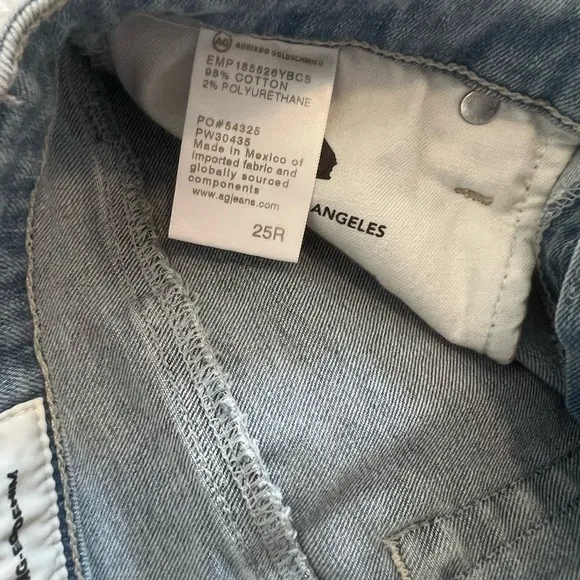 AG ADRIANO GOLDSCHMIED
EMP185526YBCS
98% COTTON
2% POLYURETHANE
PO#54325
PW30435
Made in Mexico of
imported fabric and
globally sourced
components
www.agjeans.com
25R
ANGELES